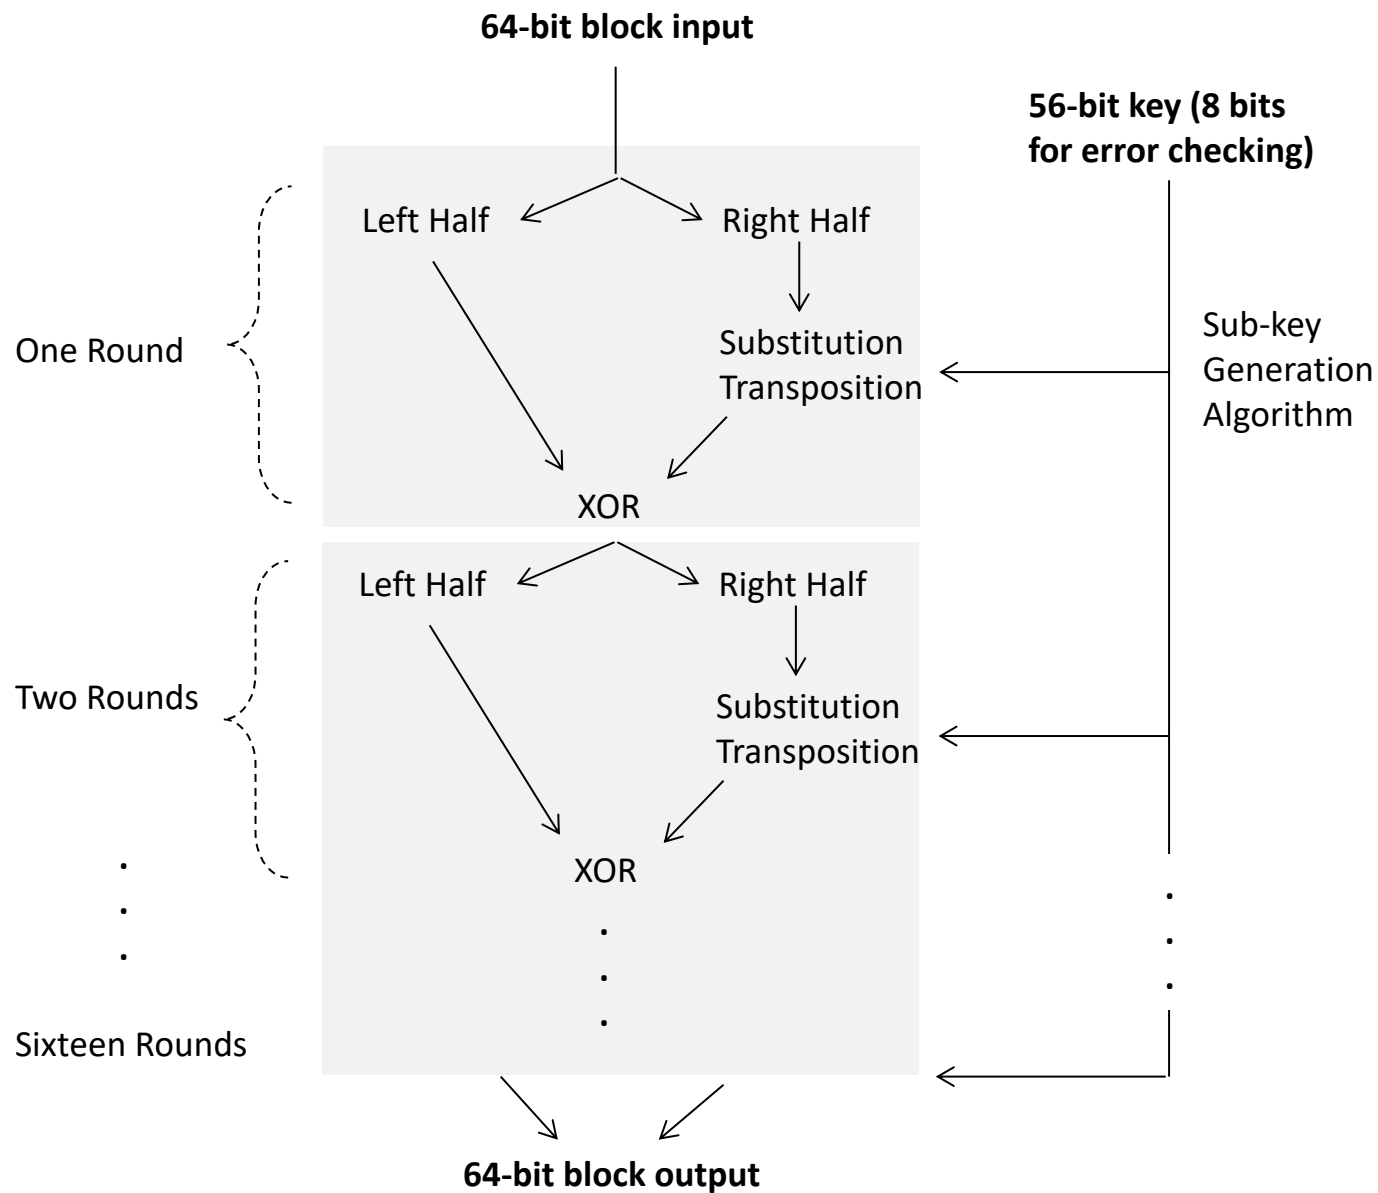 64-bit block input
56-bit key (8 bits
for error checking)
Left Half
Right Half
One Round
Substitution
Transposition
Sub-key
Generation
Algorithm
XOR
Left Half
Right Half
Two Rounds
Substitution
Transposition
XOR
.
.
.
.
.
.
.
.
.
Sixteen Rounds
64-bit block output